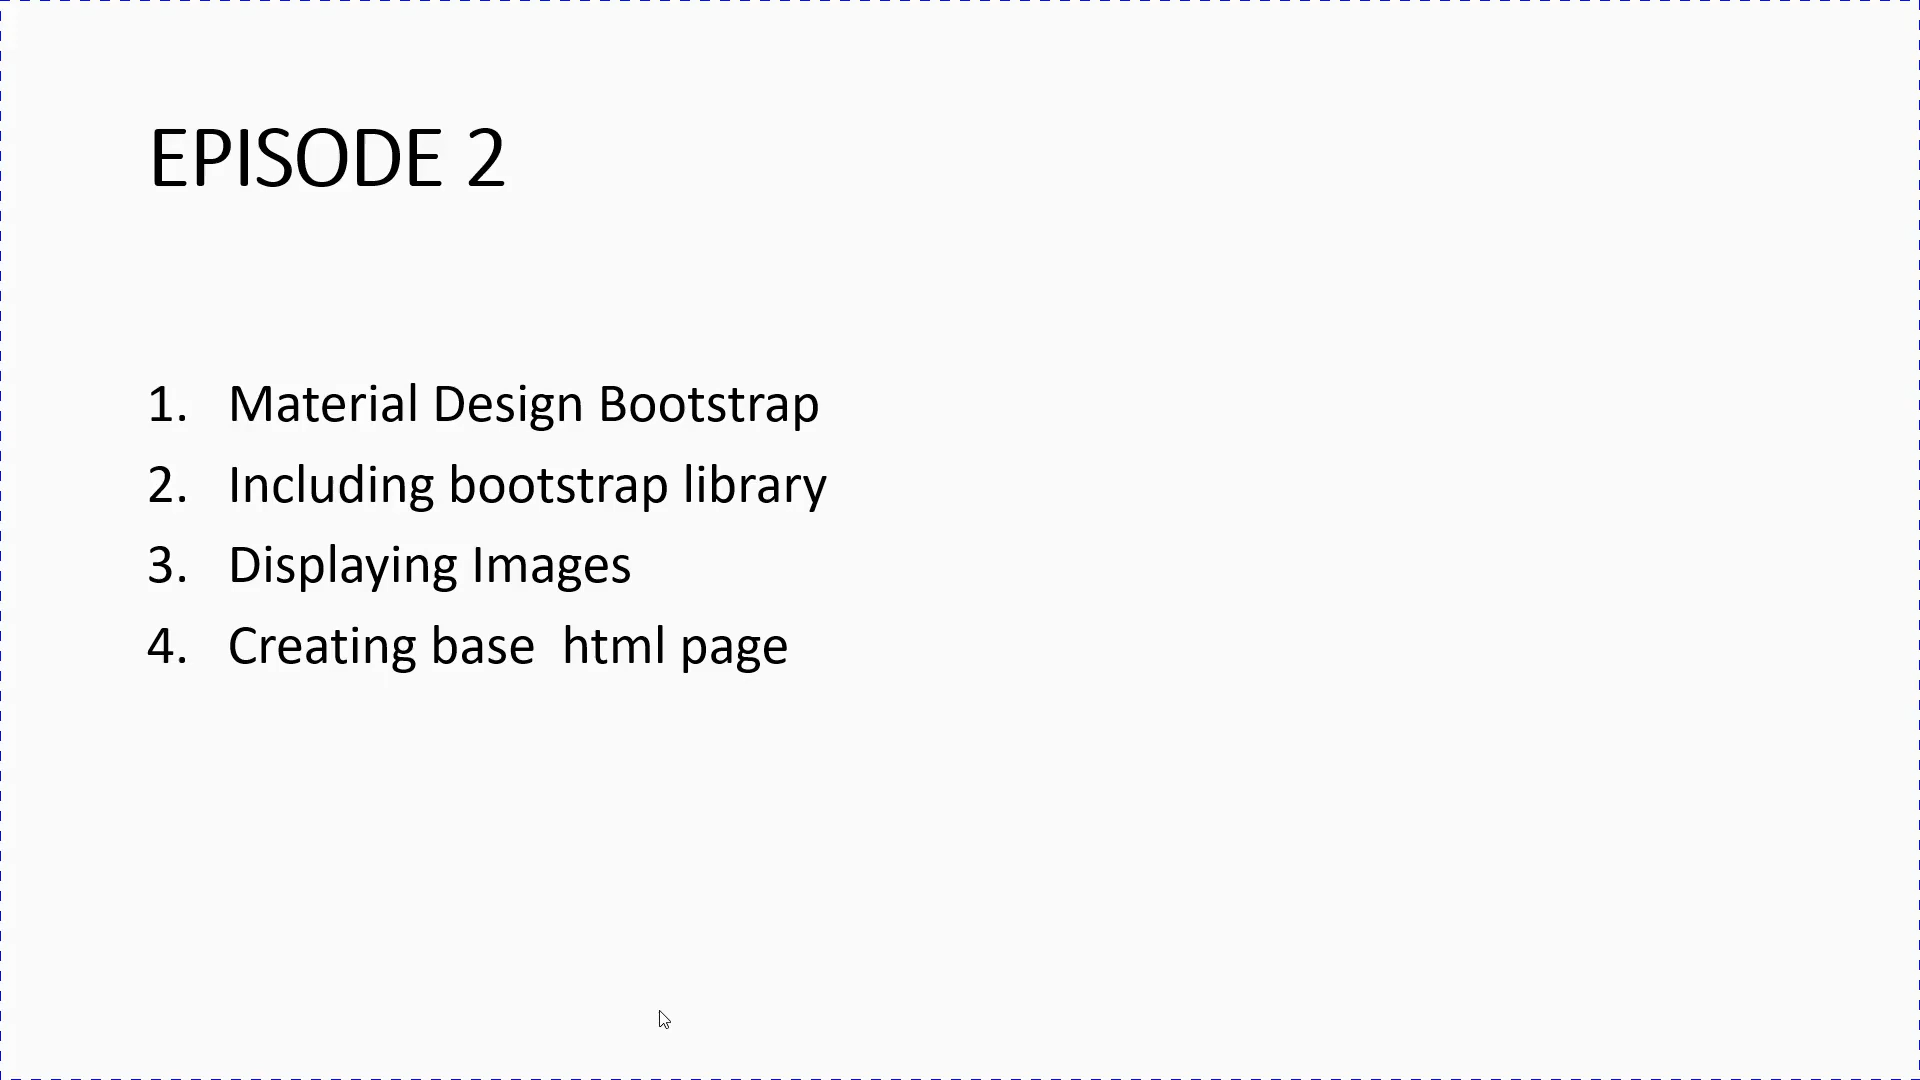 EPISODE 2
1. Material Design Bootstrap
2. Including bootstrap library
3. Displaying Images
4. Creating base  html page